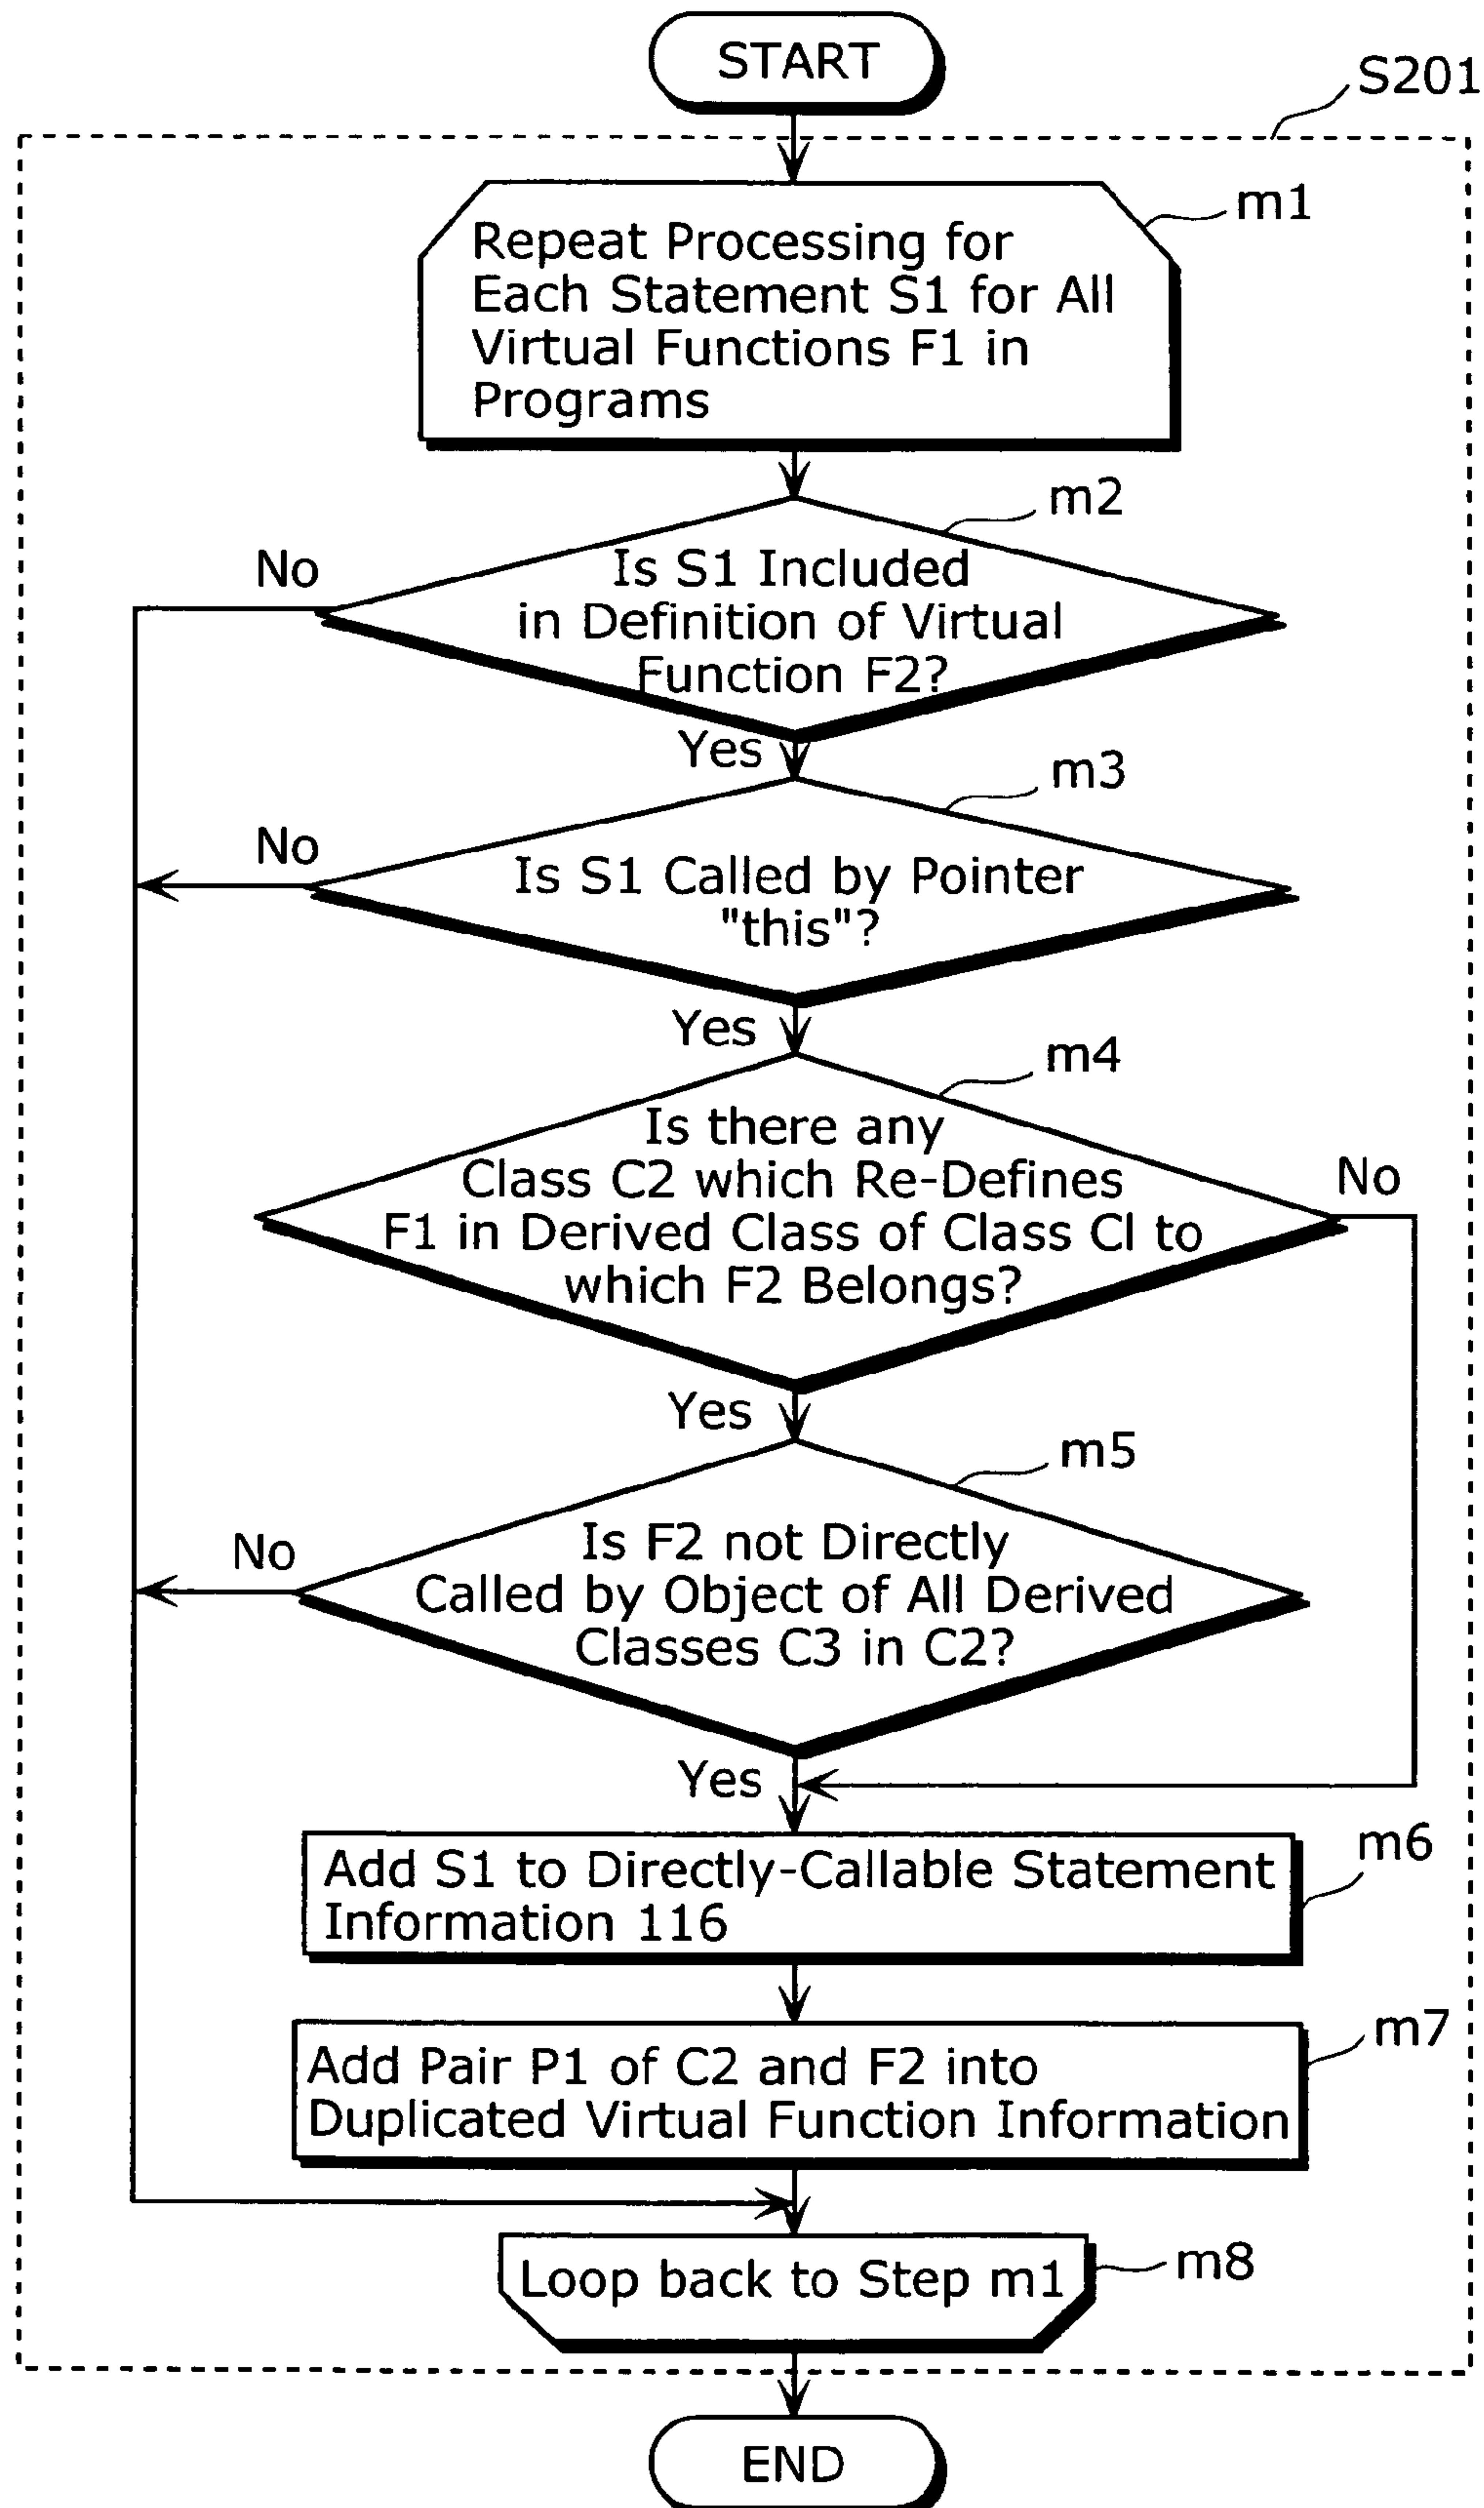 START
S201
m1
Repeat Processing for
Each Statement S1 for All
Virtual Functions F1 in
Programs
m2
No
Is S1 Included
in Definition of Virtual
Function F2?
Yes
m3
No
Is S1 Called by Pointer
"this"?
Yes
m4
Is there any
Class C2 which Re-Defines
No
F1 in Derived Class of Class Cl to
which F2 Belongs?
Yes
m5
No
Is F2 not Directly
Called by Object of All Derived
Classes C3 in C2?
Yes
m6
Add S1 to Directly-Callable Statement
Information 116
m7
Add Pair P1 of C2 and F2 into
Duplicated Virtual Function Information
Loop back to Step m1
m8
END